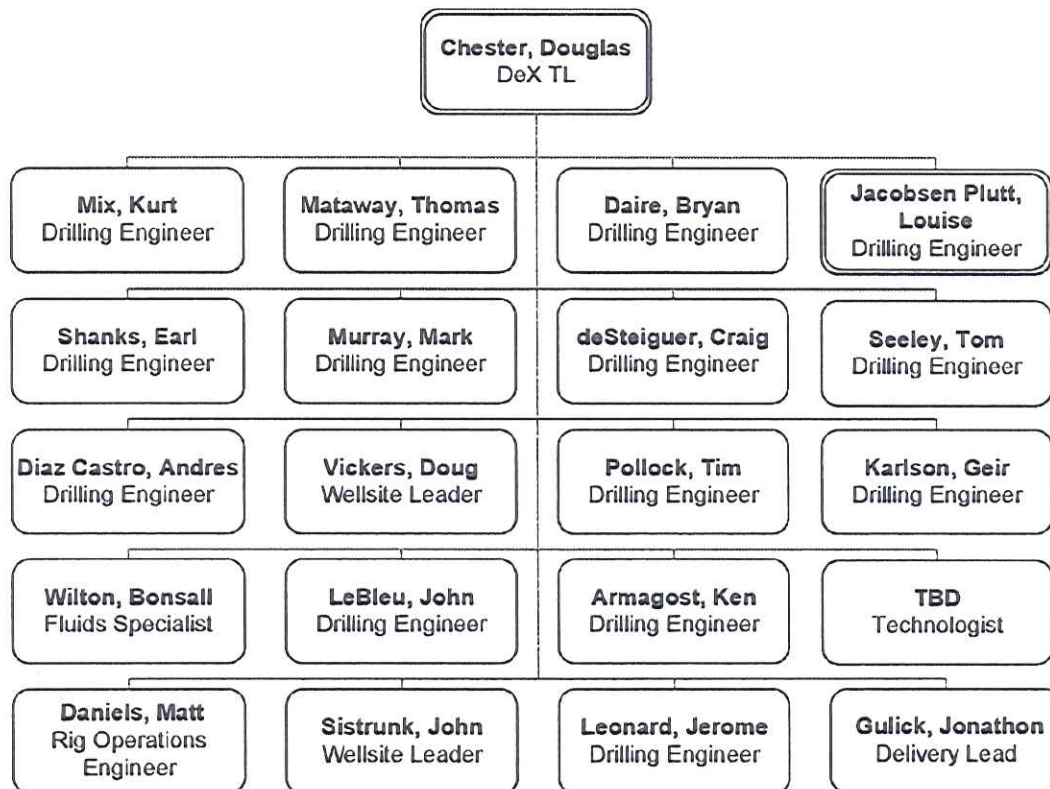 Chester, Douglas
DeX TL
Mix, Kurt
Drilling Engineer
Mataway, Thomas
Drilling Engineer
Daire, Bryan
Drilling Engineer
Jacobsen Plutt,
Louise
Drilling Engineer
Shanks, Earl
Drilling Engineer
Murray, Mark
Drilling Engineer
deSteiguer, Craig
Drilling Engineer
Seeley, Tom
Drilling Engineer
Diaz Castro, Andres
Drilling Engineer
Vickers, Doug
Wellsite Leader
Pollock, Tim
Drilling Engineer
Karlson, Geir
Drilling Engineer
Wilton, Bonsall
Fluids Specialist
LeBleu, John
Drilling Engineer
Armagost, Ken
Drilling Engineer
TBD
Technologist
Daniels, Matt
Rig Operations
Engineer
Sistrunk, John
Wellsite Leader
Leonard, Jerome
Drilling Engineer
Gulick, Jonathon
Delivery Lead